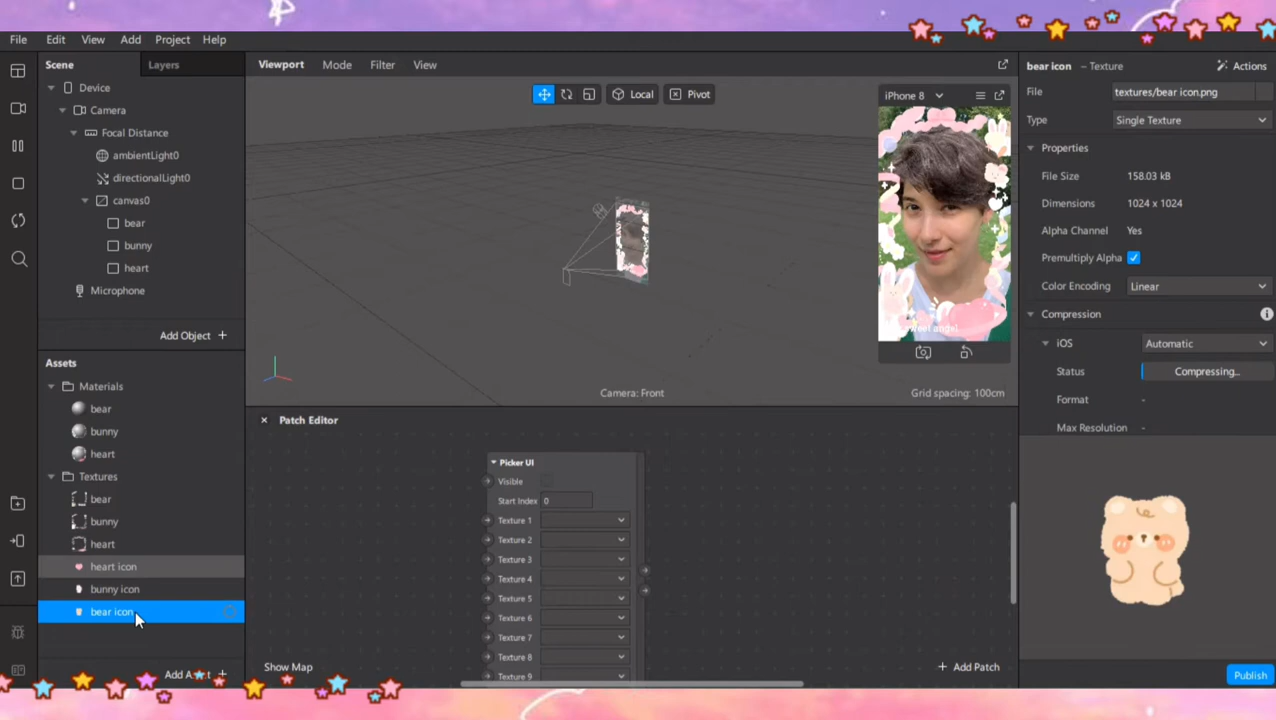 File Edit View Add Project Help
Scene
Layers
Device
Camera
Focal Distance
ambientLight0
directionalLight0
canvas0
bear
bunny
heart
Microphone
Add Object +
Assets
Materials
bear
bunny
heart
Textures
bear
bunny
heart
heart icon
bunny icon
bear icon
Viewport Mode Filter View
Local
Pivot
iPhone 8
Camera: Front
Grid spacing: 100cm
Patch Editor
Picker UI
Visible
Start Index 0
Texture 1
Texture 2
Texture 3
Texture 4
Texture 5
Texture 6
Texture 7
Texture 8
Texture 9
Show Map
+ Add Patch
bear icon – Texture
Actions
File textures/bear icon.png
Type Single Texture
Properties
File Size 158.03 kB
Dimensions 1024 x 1024
Alpha Channel Yes
Premultiply Alpha
Color Encoding Linear
Compression
iOS Automatic
Status Compressing...
Format -
Max Resolution -
Publish